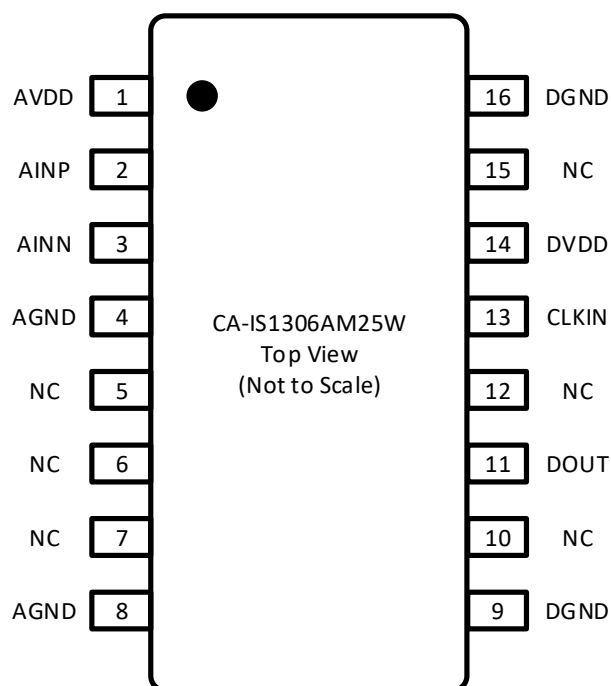 AVDD 1 16 DGND
AINP 2 15 NC
AINN 3 14 DVDD
AGND 4 13 CLKIN
CA-IS1306AM25W
Top View
(Not to Scale)
NC 5 12 NC
NC 6 11 DOUT
NC 7 10 NC
AGND 8 9 DGND